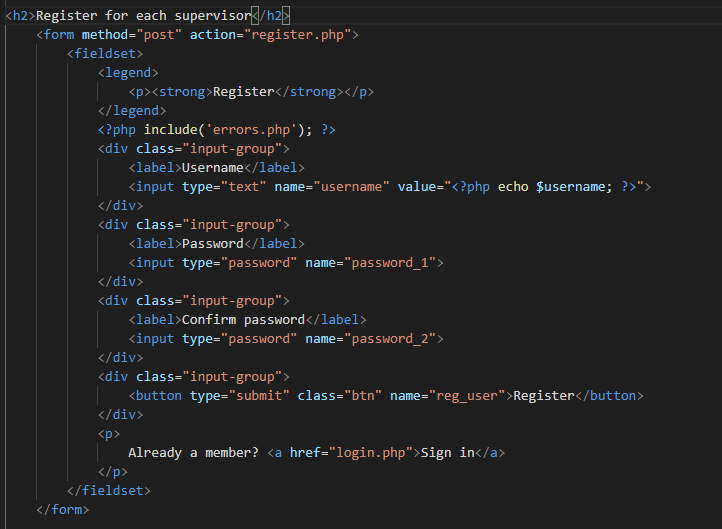 <h2>Register for each supervisor</h2>
<form method="post" action="register.php">
<fieldset>
<legend>
<p><strong>Register</strong></p>
</legend>
<?php include('errors.php'); ?>
<div class="input-group">
<label>Username</label>
<input type="text" name="username" value="<?php echo $username; ?>">
</div>
<div class="input-group">
<label>Password</label>
<input type="password" name="password_1">
</div>
<div class="input-group">
<label>Confirm password</label>
<input type="password" name="password_2">
</div>
<div class="input-group">
<button type="submit" class="btn" name="reg_user">Register</button>
</div>
<p>
Already a member? <a href="login.php">Sign in</a>
</p>
</fieldset>
</form>